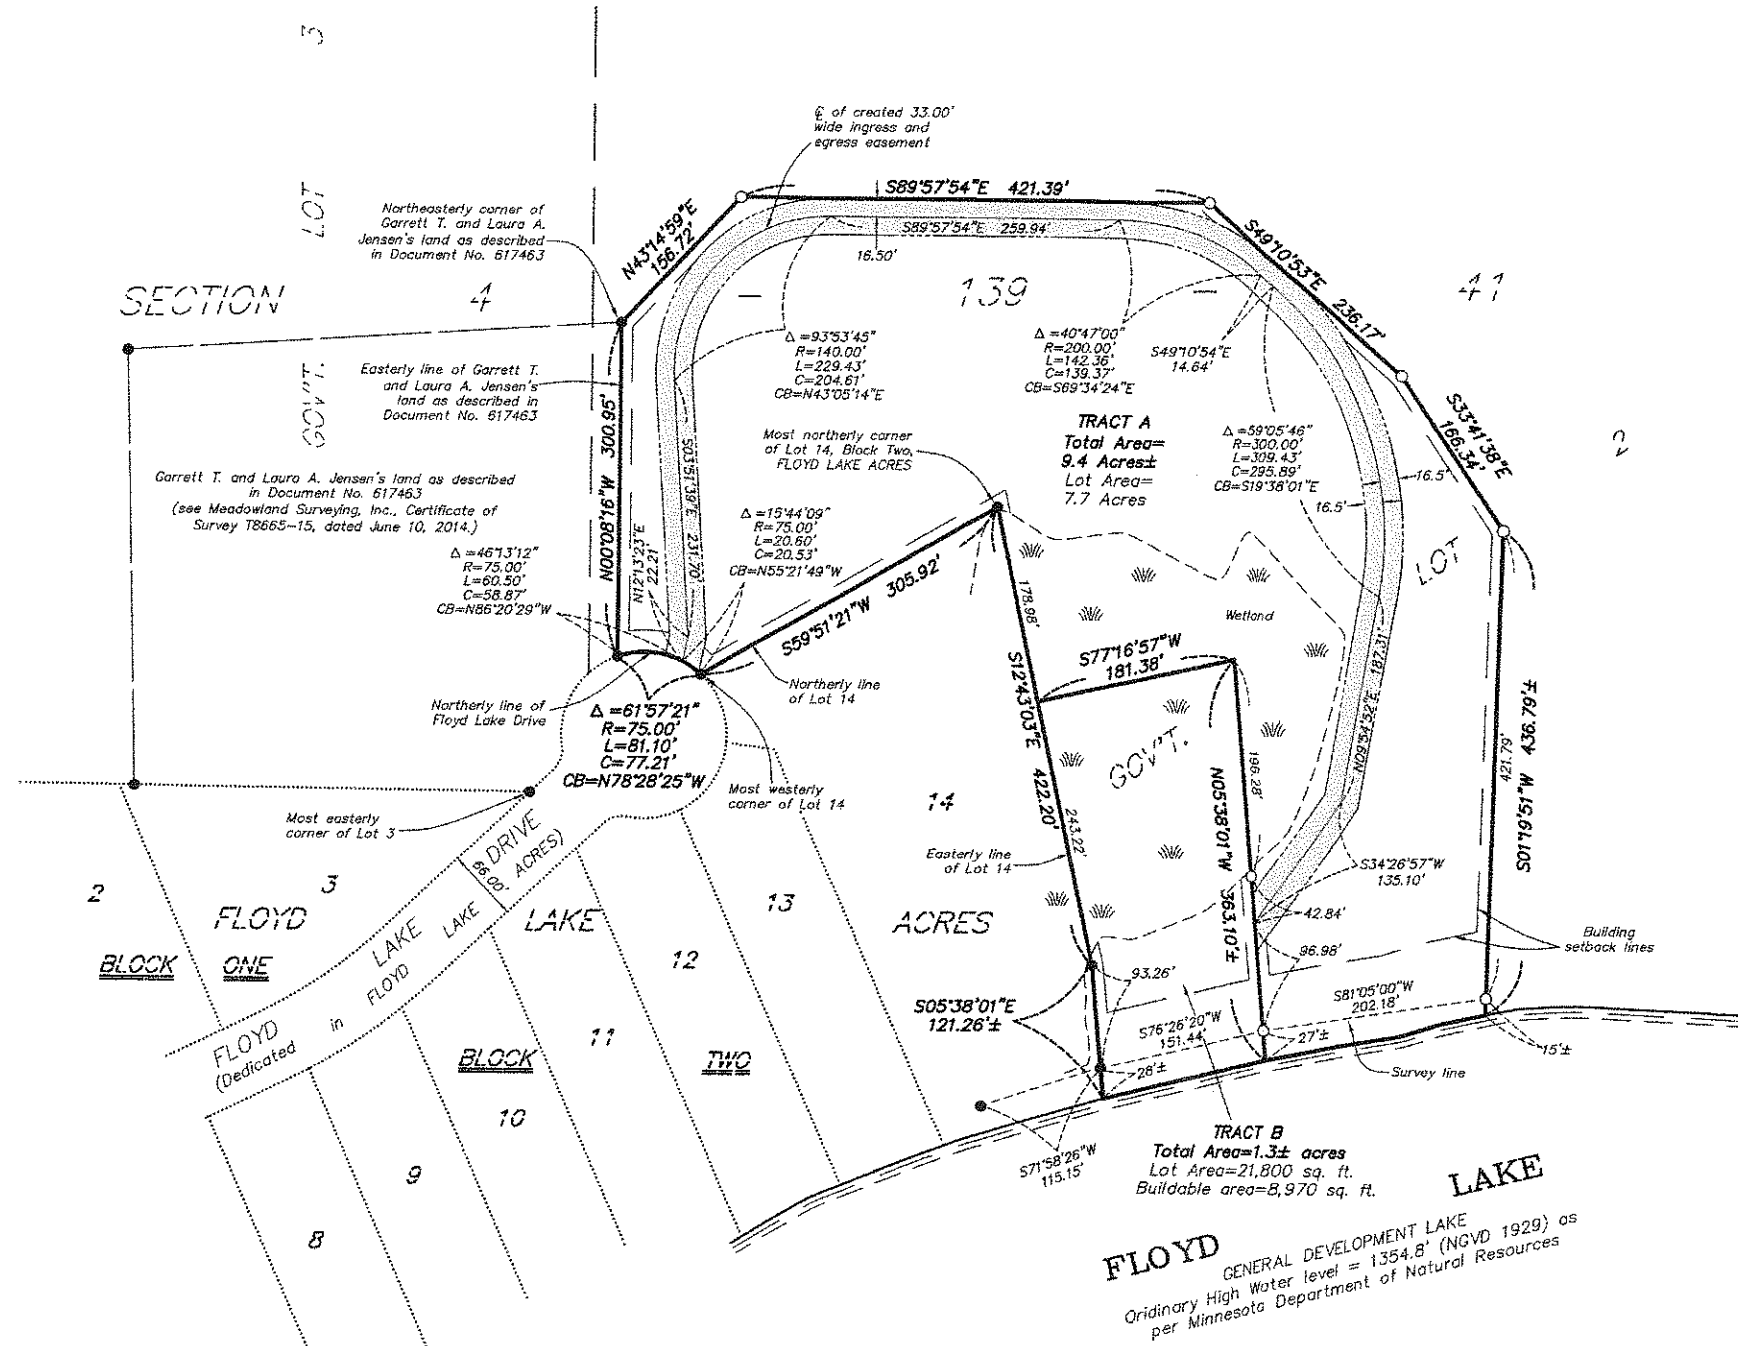 3
LOT
GOV'T.
℄ of created 33.00'
wide ingress and
egress easement
Northeasterly corner of
Garrett T. and Laura A.
Jensen's land as described
in Document No. 617463
N43°14'59"E
156.72'
S89°57'54"E 421.39'
S89°57'54"E 259.94'
16.50'
S49°10'53"E 236.17'
SECTION 4
— 139 — 41
2
Easterly line of Garrett T.
and Laura A. Jensen's
land as described in
Document No. 617463
N00°08'16"W 300.95'
Δ =93°53'45"
R=140.00'
L=229.43'
C=204.61'
CB=N43°05'14"E
Δ =40°47'00"
R=200.00'
L=142.36'
C=139.37'
CB=S69°34'24"E
S49°10'54"E
14.64'
S33°41'38"E
166.34'
TRACT A
Total Area=
9.4 Acres±
Lot Area=
7.7 Acres
Δ =59°05'46"
R=300.00'
L=309.43'
C=295.89'
CB=S19°38'01"E
16.5'
16.5'
Most northerly corner
of Lot 14, Block Two,
FLOYD LAKE ACRES
Garrett T. and Laura A. Jensen's land as described
in Document No. 617463
(see Meadowland Surveying, Inc., Certificate of
Survey T8665-15, dated June 10, 2014.)
S03°51'39"E 231.70'
N12°13'23"E
22.21'
Δ =15°44'09"
R=75.00'
L=20.60'
C=20.53'
CB=N55°21'49"W
Δ =46°13'12"
R=75.00'
L=60.50'
C=58.87'
CB=N86°20'29"W
S59°51'21"W 305.92'
LOT
Wetland
178.98'
S77°16'57"W
181.38'
S12°43'03"E 422.20'
243.22'
GOV'T.
N05°38'01"W 363.10'±
196.28'
N09°54'52"E 187.31'
421.79'
S01°19'51"W 436.79'±
Northerly line
of Lot 14
Northerly line of
Floyd Lake Drive
Δ =61°57'21"
R=75.00'
L=81.10'
C=77.21'
CB=N78°28'25"W
Most westerly
corner of Lot 14
Most easterly
corner of Lot 3
14
Easterly line
of Lot 14
S34°26'57"W
135.10'
42.84'
96.98'
93.26'
Building
setback lines
2
3
FLOYD LAKE ACRES
BLOCK ONE
66.00'
FLOYD LAKE DRIVE
(Dedicated in FLOYD LAKE ACRES)
13
12
11
10
9
8
BLOCK TWO
S05°38'01"E
121.26'±
S76°26'20"W
151.44'
S81°05'00"W
202.18'
27'±
28'±
15'±
Survey line
S71°58'26"W
115.15'
TRACT B
Total Area=1.3± acres
Lot Area=21,800 sq. ft.
Buildable area=8,970 sq. ft.
FLOYD LAKE
GENERAL DEVELOPMENT LAKE
Oridinary High Water level = 1354.8' (NGVD 1929) as
per Minnesota Department of Natural Resources